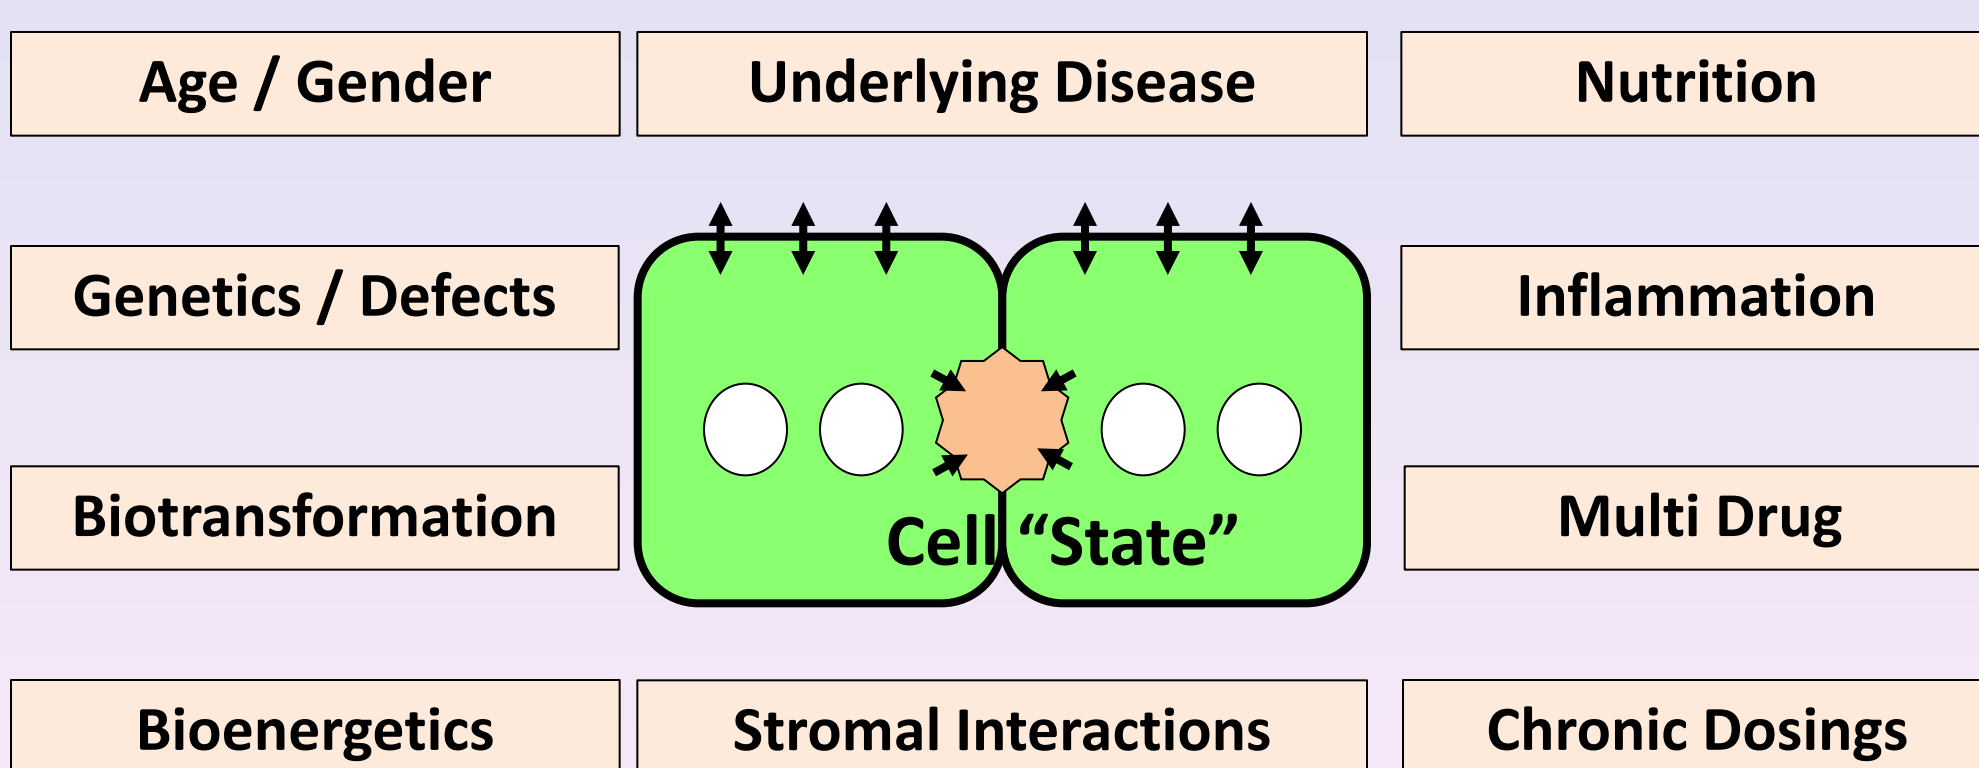 Age / Gender
Underlying Disease
Nutrition
Genetics / Defects
Inflammation
Biotransformation
Multi Drug
Cell “State”
Bioenergetics
Stromal Interactions
Chronic Dosings